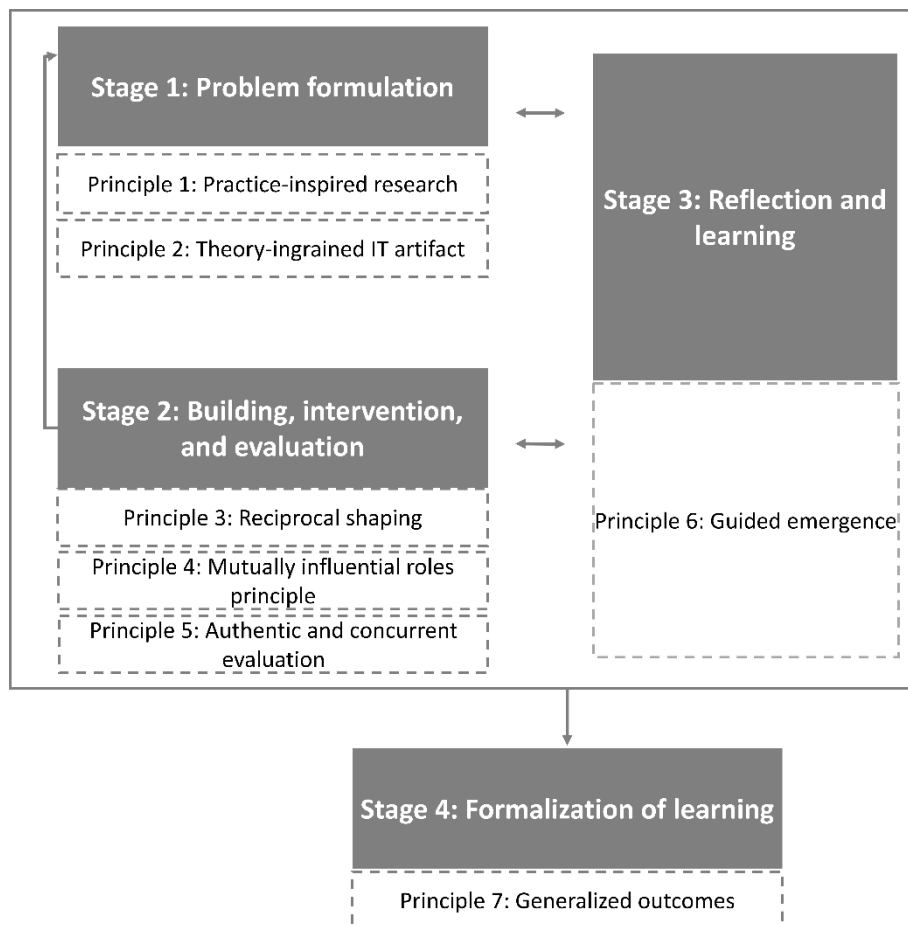 Stage 1: Problem formulation
Principle 1: Practice-inspired research
Principle 2: Theory-ingrained IT artifact
Stage 2: Building, intervention,
and evaluation
Principle 3: Reciprocal shaping
Principle 4: Mutually influential roles
principle
Principle 5: Authentic and concurrent
evaluation
Stage 3: Reflection and
learning
Principle 6: Guided emergence
Stage 4: Formalization of learning
Principle 7: Generalized outcomes